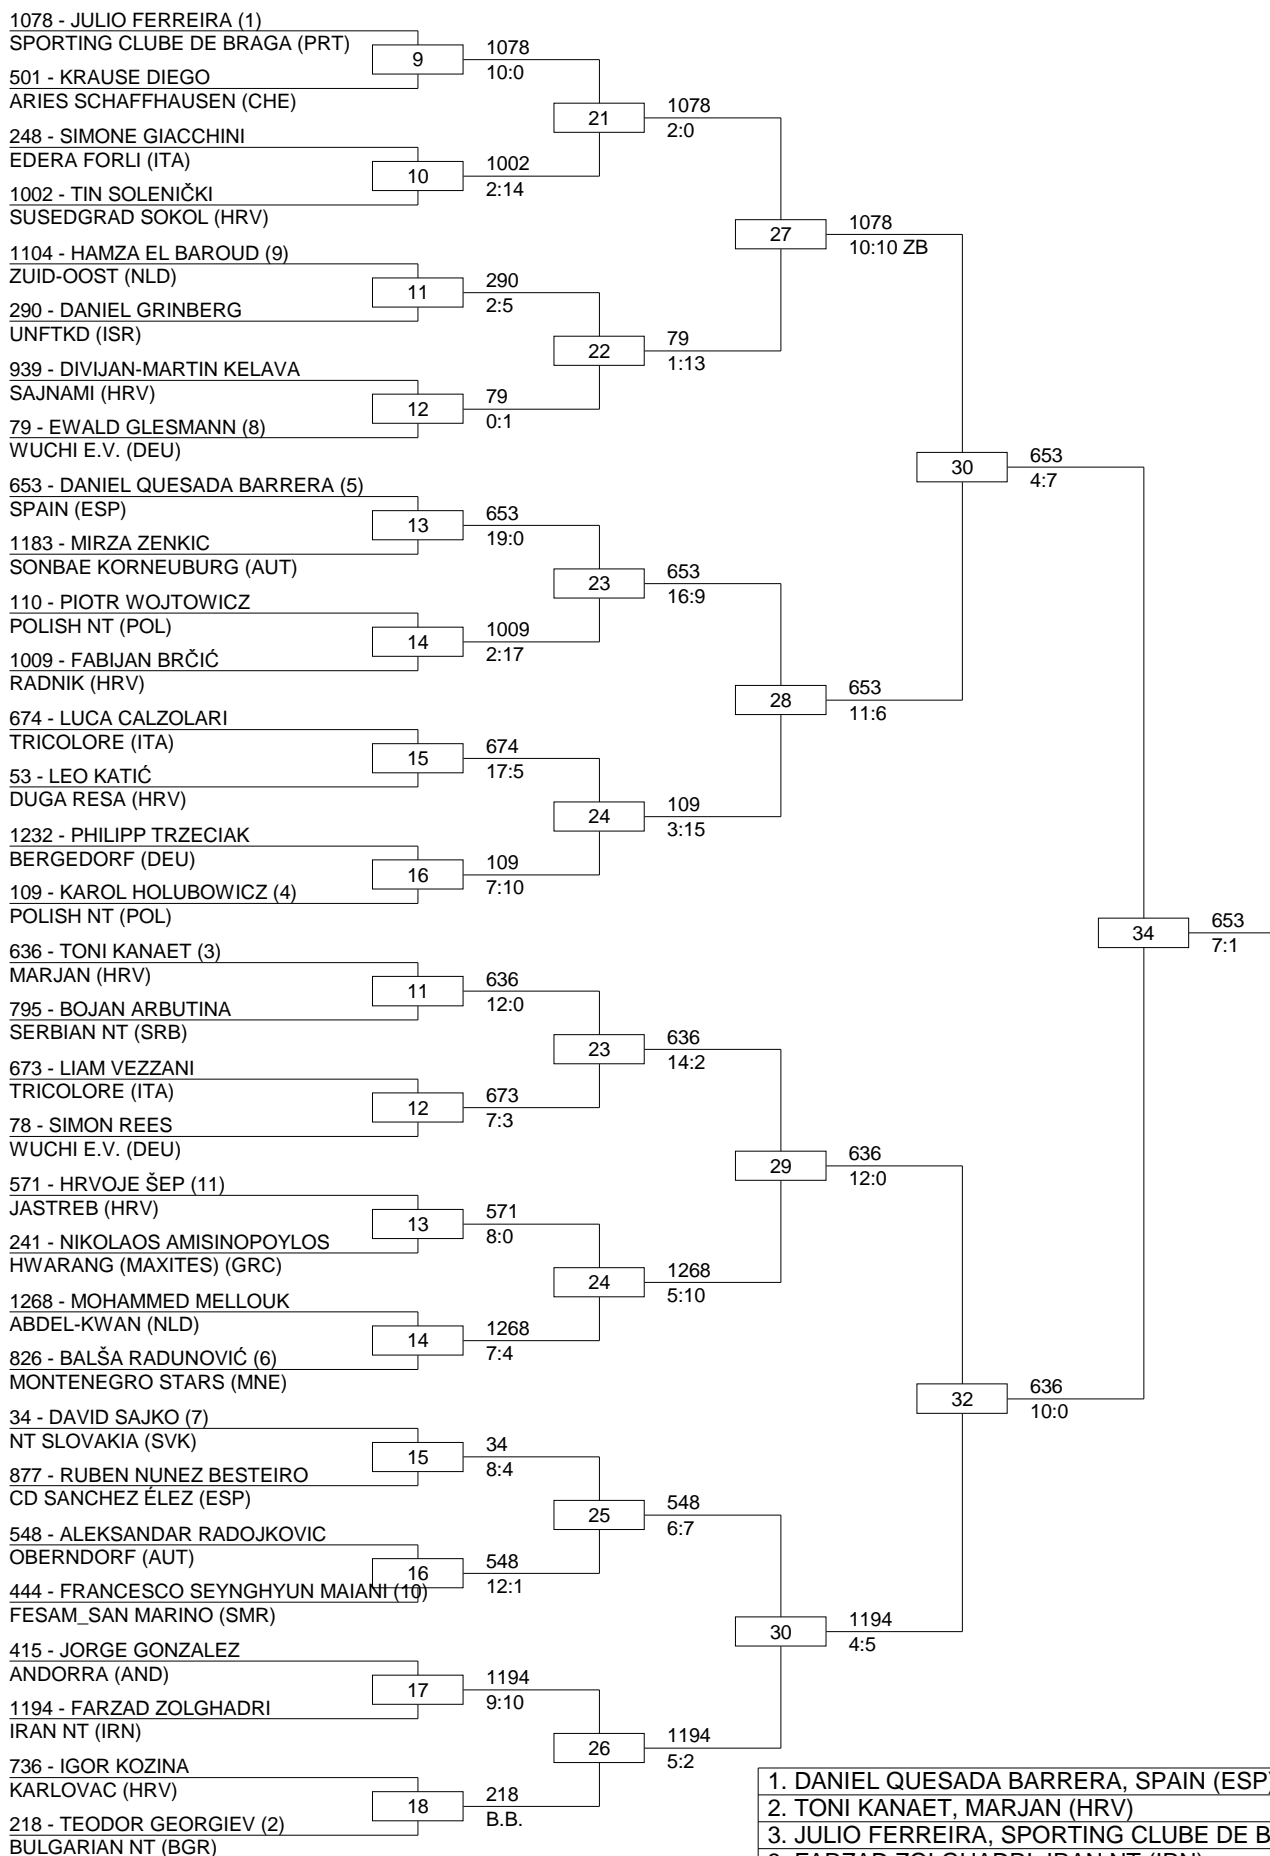 1078 - JULIO FERREIRA (1)
SPORTING CLUBE DE BRAGA (PRT)
9
1078
10:0
501 - KRAUSE DIEGO
ARIES SCHAFFHAUSEN (CHE)
21
1078
2:0
248 - SIMONE GIACCHINI
EDERA FORLI (ITA)
10
1002
2:14
1002 - TIN SOLENIČKI
SUSEDGRAD SOKOL (HRV)
27
1078
10:10 ZB
1104 - HAMZA EL BAROUD (9)
ZUID-OOST (NLD)
11
290
2:5
290 - DANIEL GRINBERG
UNFTKD (ISR)
22
79
1:13
939 - DIVIJAN-MARTIN KELAVA
SAJNAMI (HRV)
12
79
0:1
79 - EWALD GLESMANN (8)
WUCHI E.V. (DEU)
30
653
4:7
653 - DANIEL QUESADA BARRERA (5)
SPAIN (ESP)
13
653
19:0
1183 - MIRZA ZENKIC
SONBAE KORNEUBURG (AUT)
23
653
16:9
110 - PIOTR WOJTOWICZ
POLISH NT (POL)
14
1009
2:17
1009 - FABIJAN BRČIĆ
RADNIK (HRV)
28
653
11:6
674 - LUCA CALZOLARI
TRICOLORE (ITA)
15
674
17:5
53 - LEO KATIĆ
DUGA RESA (HRV)
24
109
3:15
1232 - PHILIPP TRZECIAK
BERGEDORF (DEU)
16
109
7:10
109 - KAROL HOLUBOWICZ (4)
POLISH NT (POL)
34
653
7:1
636 - TONI KANAET (3)
MARJAN (HRV)
11
636
12:0
795 - BOJAN ARBUTINA
SERBIAN NT (SRB)
23
636
14:2
673 - LIAM VEZZANI
TRICOLORE (ITA)
12
673
7:3
78 - SIMON REES
WUCHI E.V. (DEU)
29
636
12:0
571 - HRVOJE ŠEP (11)
JASTREB (HRV)
13
571
8:0
241 - NIKOLAOS AMISINOPOYLOS
HWARANG (MAXITES) (GRC)
24
1268
5:10
1268 - MOHAMMED MELLOUK
ABDEL-KWAN (NLD)
14
1268
7:4
826 - BALŠA RADUNOVIĆ (6)
MONTENEGRO STARS (MNE)
32
636
10:0
34 - DAVID SAJKO (7)
NT SLOVAKIA (SVK)
15
34
8:4
877 - RUBEN NUNEZ BESTEIRO
CD SANCHEZ ÉLEZ (ESP)
25
548
6:7
548 - ALEKSANDAR RADOJKOVIC
OBERNDORF (AUT)
16
548
12:1
444 - FRANCESCO SEYNGHYUN MAIANI (10)
FESAM_SAN MARINO (SMR)
30
1194
4:5
415 - JORGE GONZALEZ
ANDORRA (AND)
17
1194
9:10
1194 - FARZAD ZOLGHADRI
IRAN NT (IRN)
26
1194
5:2
736 - IGOR KOZINA
KARLOVAC (HRV)
18
218
B.B.
218 - TEODOR GEORGIEV (2)
BULGARIAN NT (BGR)
1. DANIEL QUESADA BARRERA, SPAIN (ESP)
2. TONI KANAET, MARJAN (HRV)
3. JULIO FERREIRA, SPORTING CLUBE DE B
3. FARZAD ZOLGHADRI, IRAN NT (IRN)